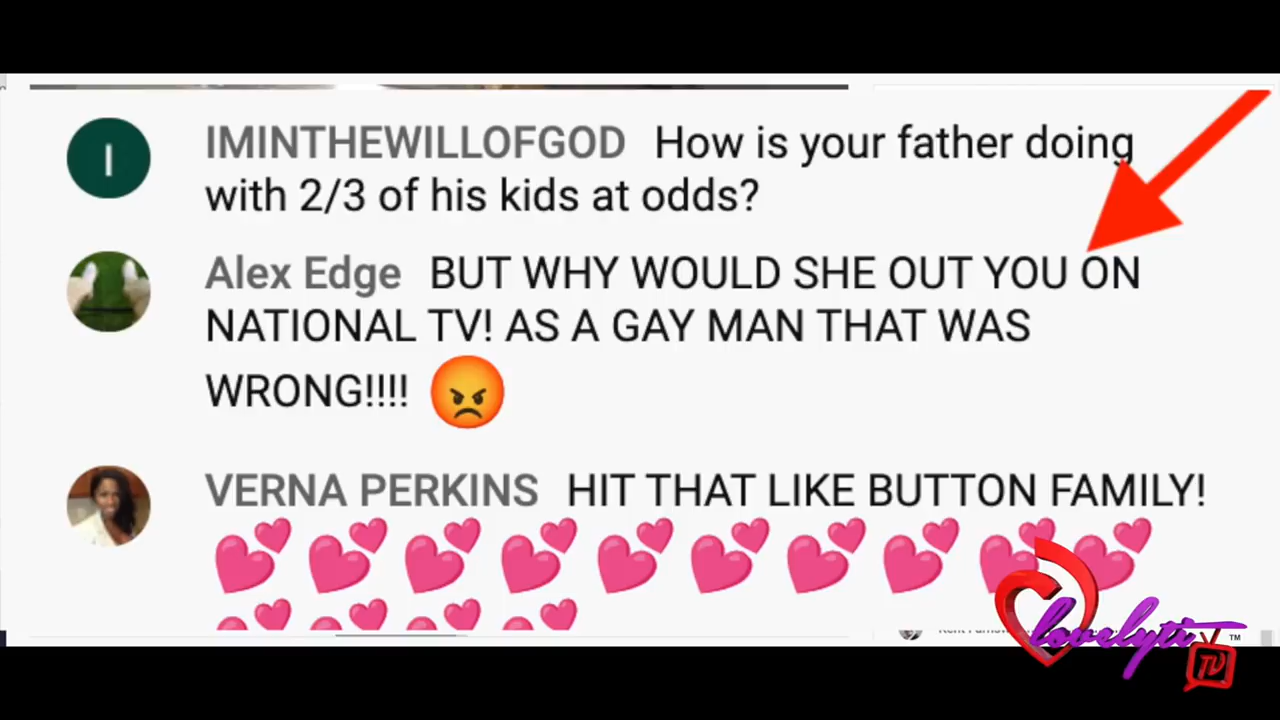 I
IMINTHEWILLOFGOD How is your father doing
with 2/3 of his kids at odds?
Alex Edge BUT WHY WOULD SHE OUT YOU ON
NATIONAL TV! AS A GAY MAN THAT WAS
WRONG!!!!
VERNA PERKINS HIT THAT LIKE BUTTON FAMILY!
lovelyti
TV ™